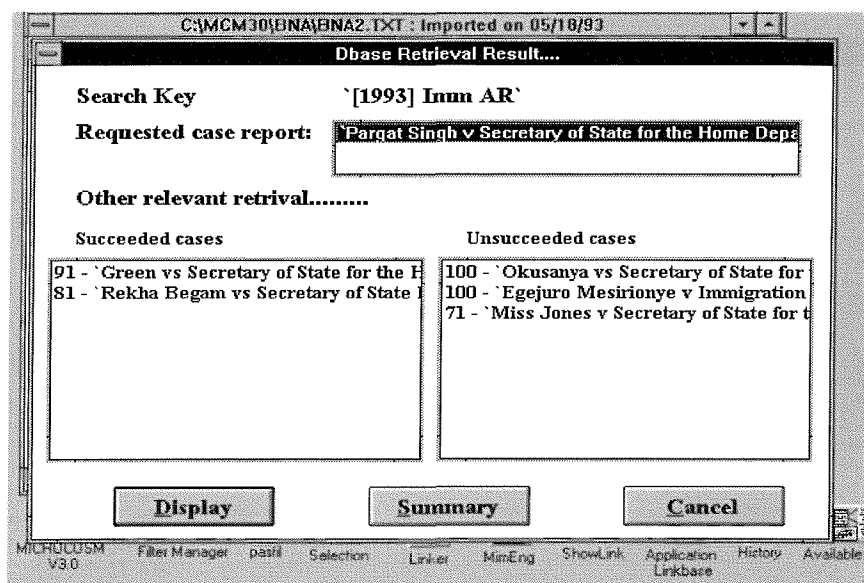 C:\MCM30\BNA\BNA2.TXT : Imported on 05/18/93
Dbase Retrieval Result....
Search Key `[1993] Imm AR`
Requested case report: `Pargat Singh v Secretary of State for the Home Depa
Other relevant retrival.........
Succeeded cases Unsucceeded cases
91 - `Green vs Secretary of State for the H 100 - `Okusanya vs Secretary of State for
81 - `Rekha Begam vs Secretary of State 100 - `Egejuro Mesirionye v Immigration
71 - `Miss Jones v Secretary of State for t
Display Summary Cancel
MICROCOSM Filter Manager Selection Linker MimEng ShowLink Application History Available
V3.0 Linkbase